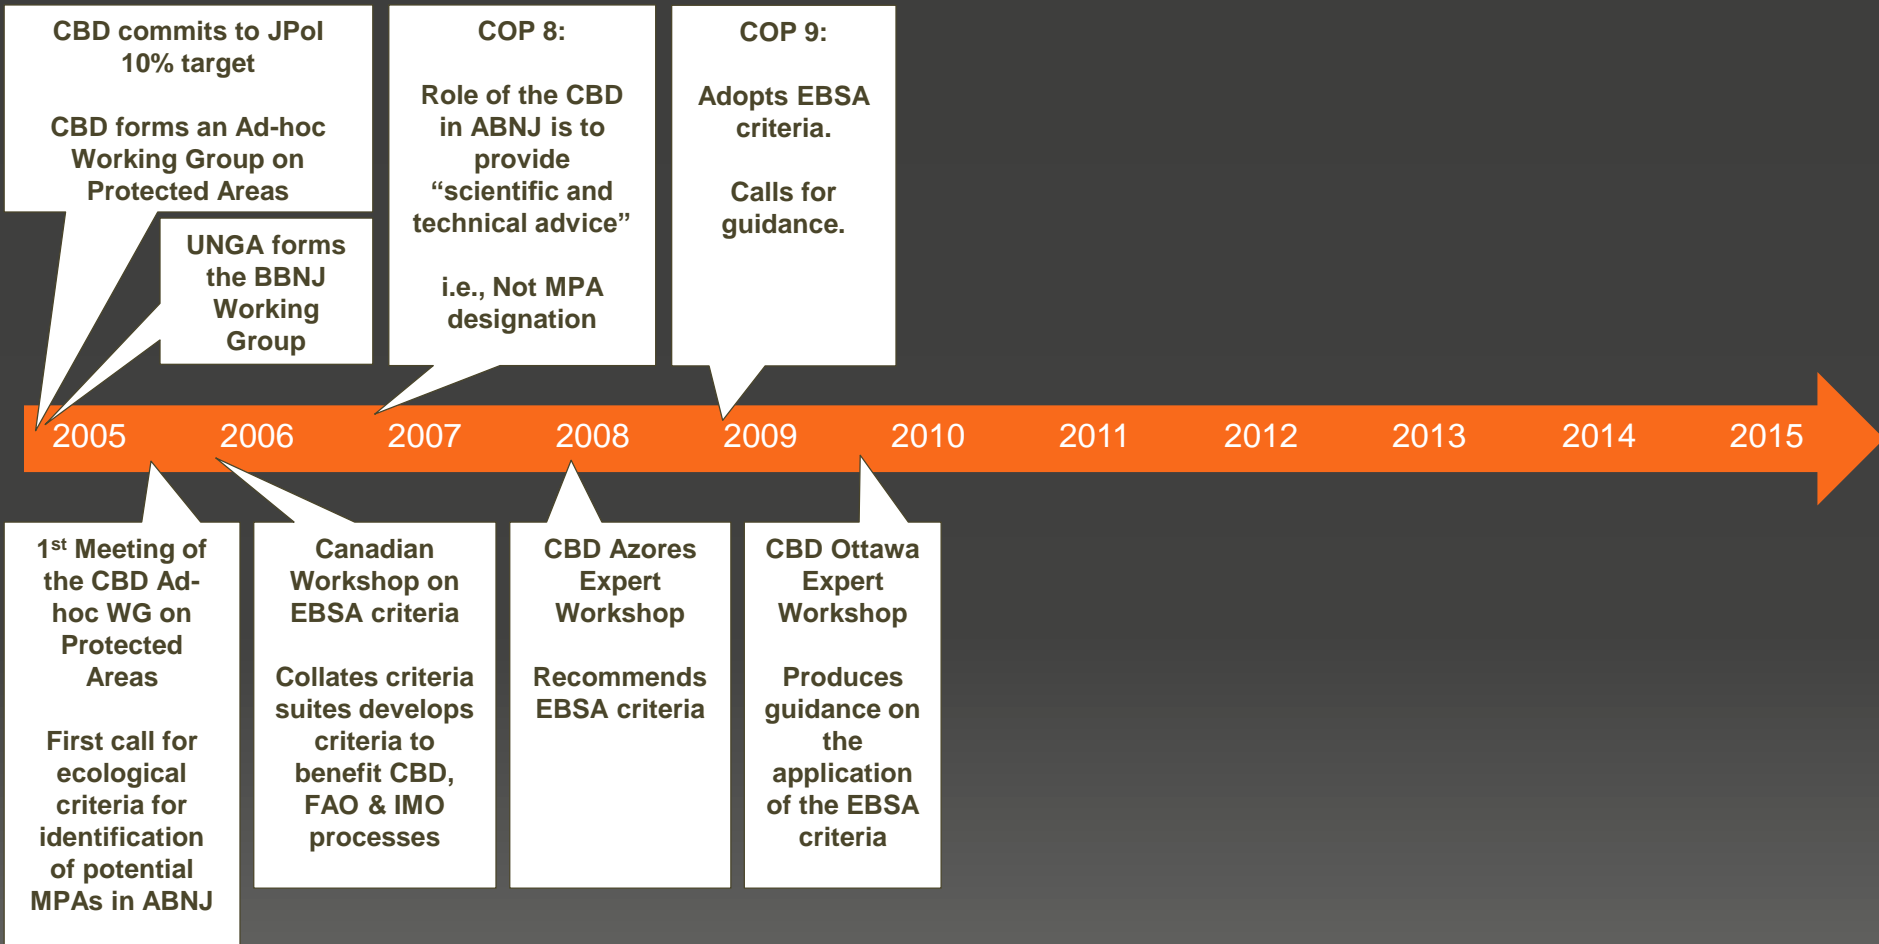 CBD commits to JPoI
10% target
CBD forms an Ad-hoc
Working Group on
Protected Areas
UNGA forms
the BBNJ
Working
Group
COP 8:
Role of the CBD
in ABNJ is to
provide
“scientific and
technical advice”
i.e., Not MPA
designation
COP 9:
Adopts EBSA
criteria.
Calls for
guidance.
2005 2006 2007 2008 2009 2010 2011 2012 2013 2014 2015
1st Meeting of
the CBD Ad-
hoc WG on
Protected
Areas
First call for
ecological
criteria for
identification
of potential
MPAs in ABNJ
Canadian
Workshop on
EBSA criteria
Collates criteria
suites develops
criteria to
benefit CBD,
FAO & IMO
processes
CBD Azores
Expert
Workshop
Recommends
EBSA criteria
CBD Ottawa
Expert
Workshop
Produces
guidance on
the
application
of the EBSA
criteria